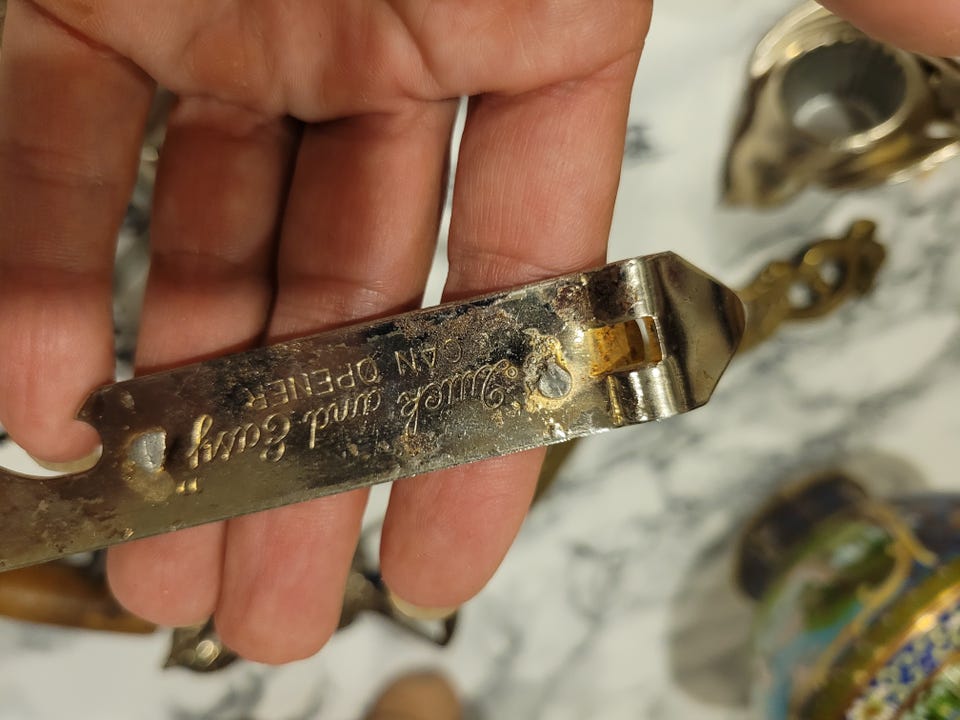 "Quick and Easy"
CAN OPENER